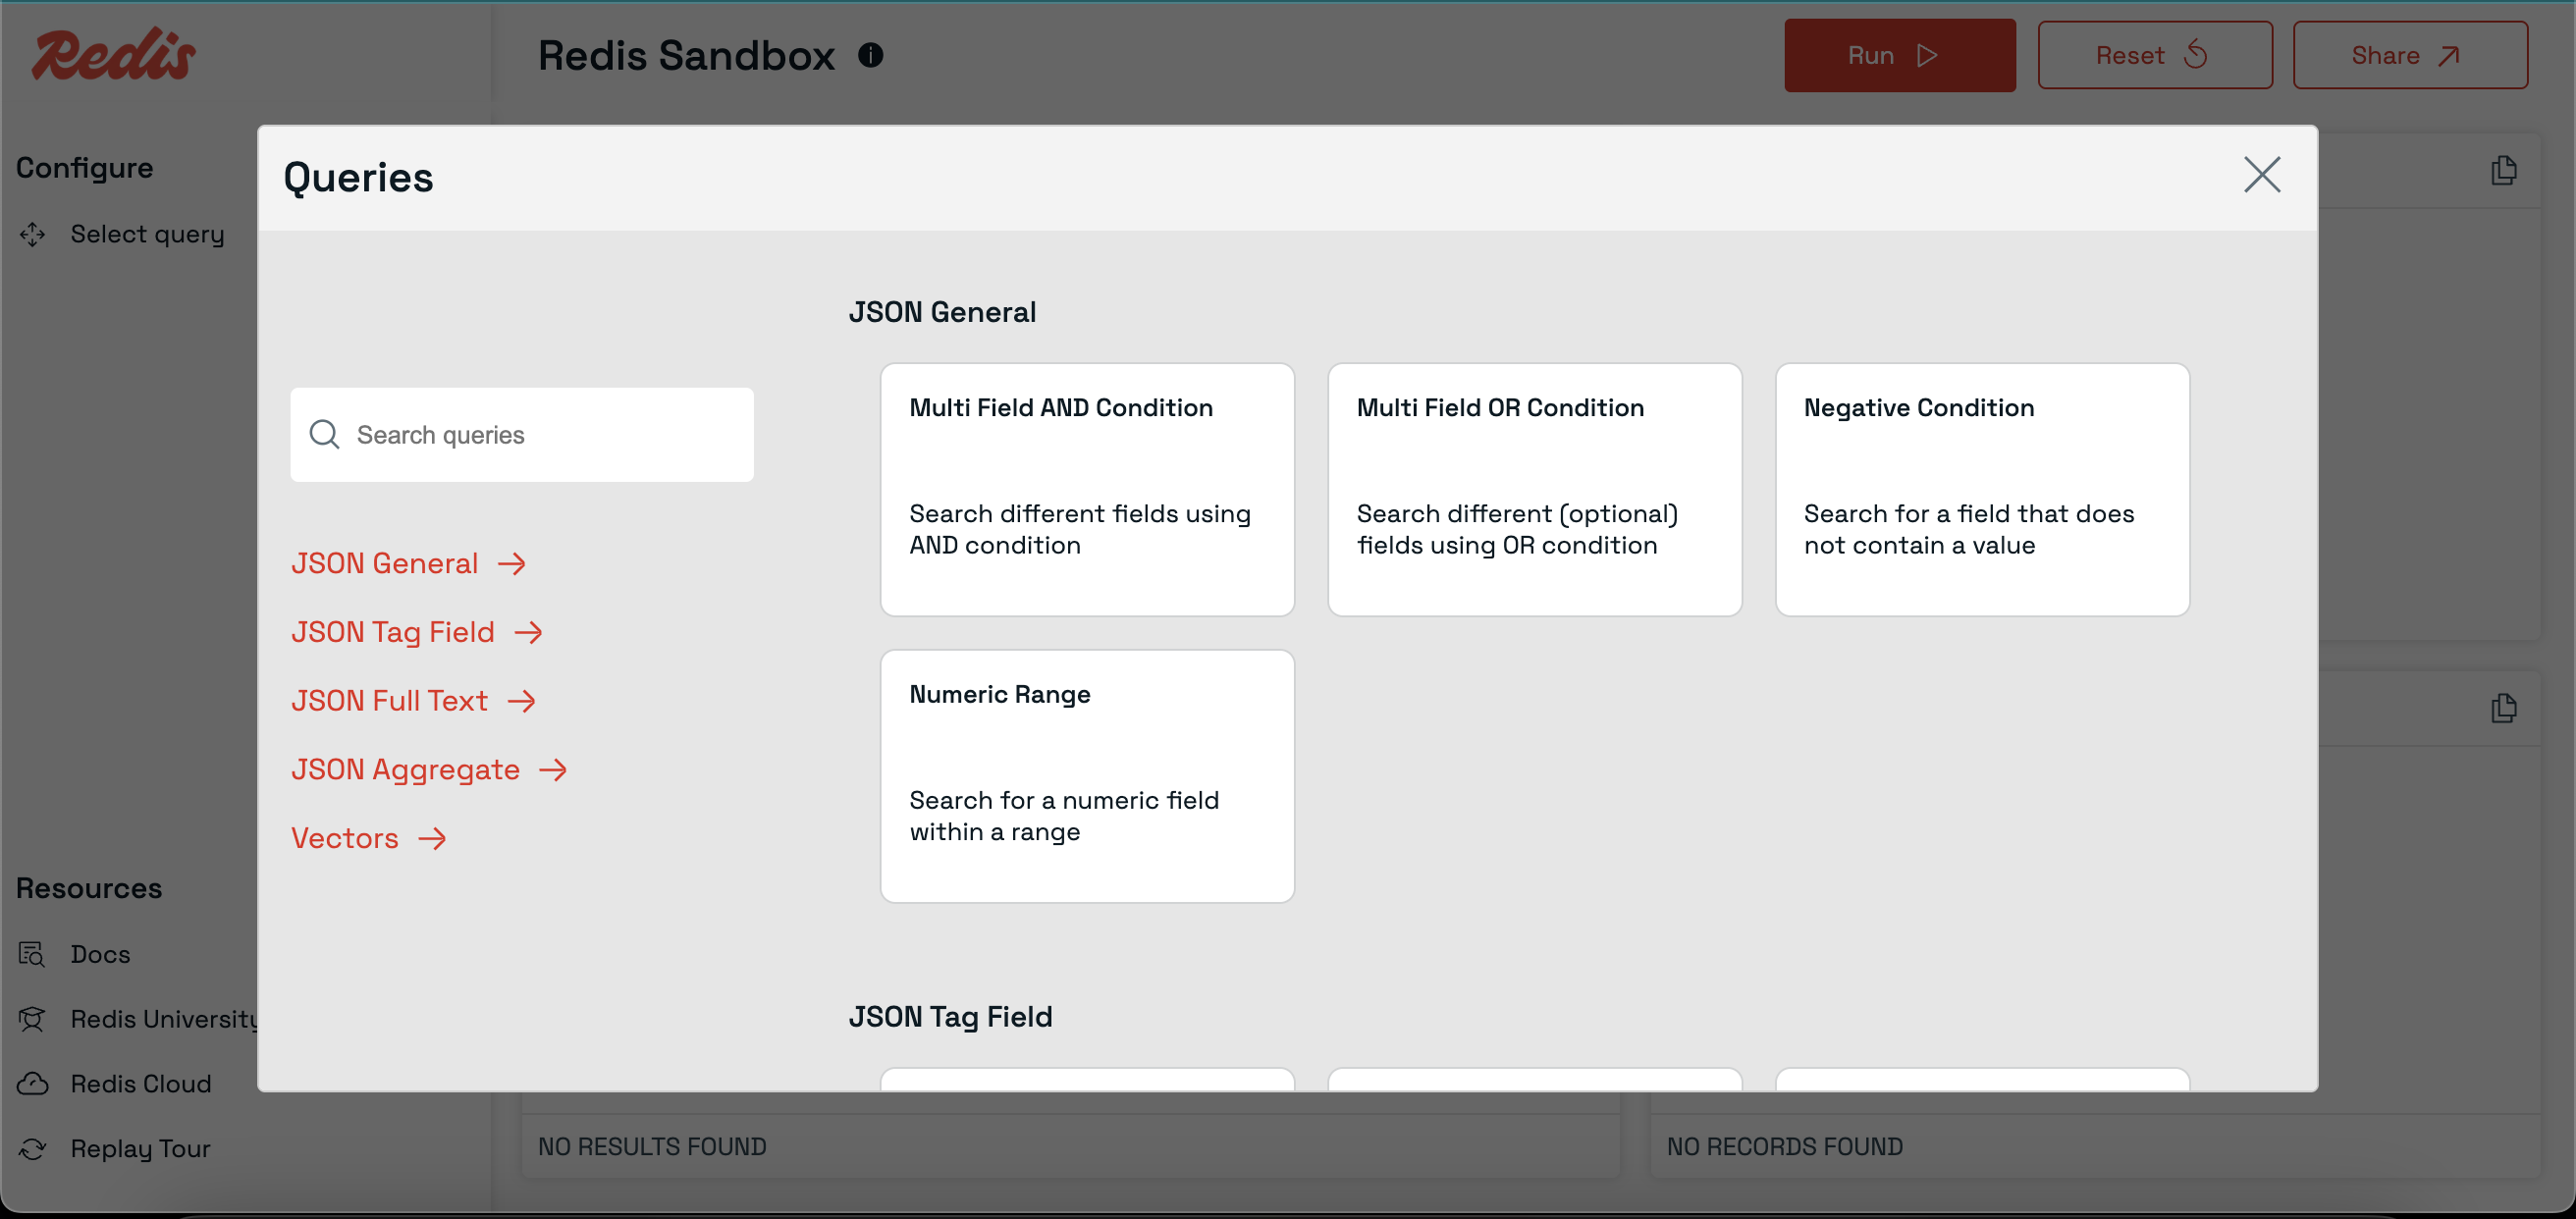 Redis
Redis Sandbox
Run
Reset
Share
Configure
Select query
Resources
Docs
Redis University
Redis Cloud
Replay Tour
Queries
Search queries
JSON General
JSON Tag Field
JSON Full Text
JSON Aggregate
Vectors
JSON General
Multi Field AND Condition
Search different fields using
AND condition
Multi Field OR Condition
Search different (optional)
fields using OR condition
Negative Condition
Search for a field that does
not contain a value
Numeric Range
Search for a numeric field
within a range
JSON Tag Field
NO RESULTS FOUND
NO RECORDS FOUND